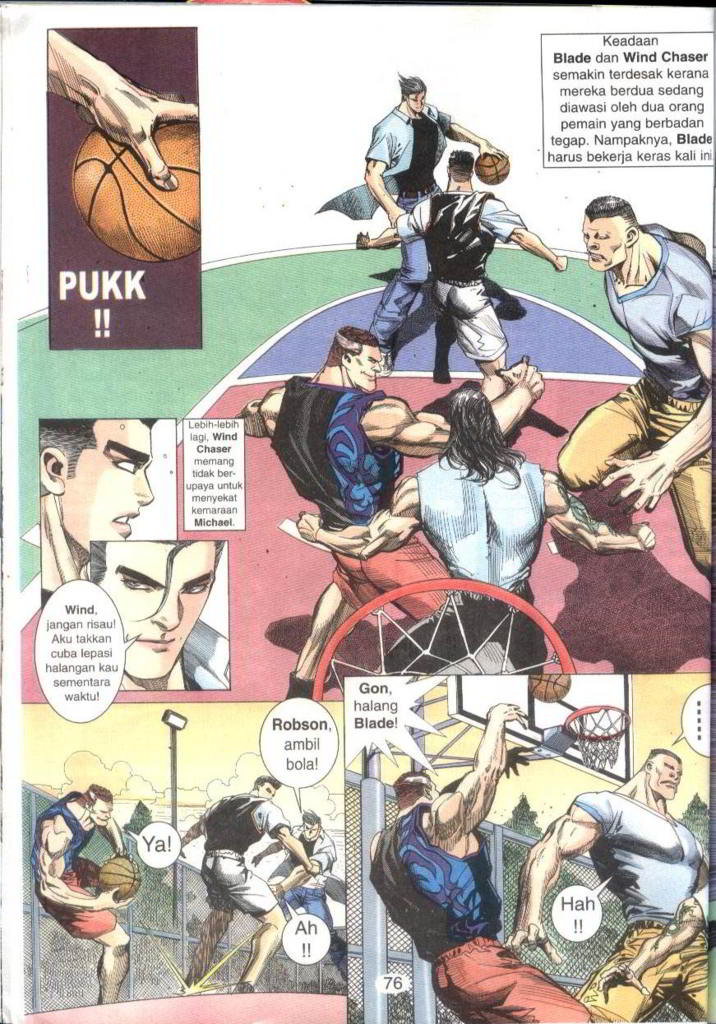 Keadaan
Blade dan Wind Chaser
semakin terdesak kerana
mereka berdua sedang
diawasi oleh dua orang
pemain yang berbadan
tegap. Nampaknya, Blade
harus bekerja keras kali ini
PUKK
!!
Lebih-lebih
lagi, Wind
Chaser
memang
tidak ber-
upaya untuk
menyekat
kemaraan
Michael.
Wind,
jangan risau!
Aku takkan
cuba lepasi
halangan kau
sementara
waktu!
Robson,
ambil
bola!
Ya!
Ah
!!
Gon,
halang
Blade!
......
Hah
!!
76